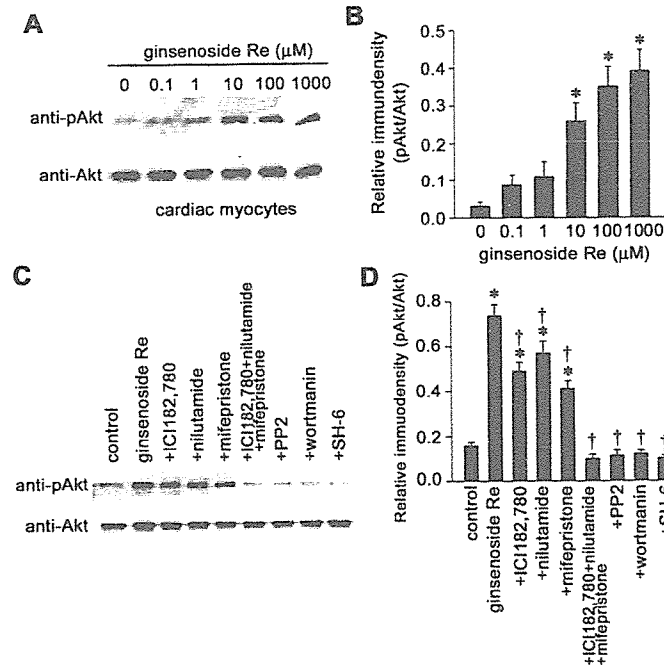 A
ginsenoside Re (μM)
0 0.1 1 10 100 1000
anti-pAkt
anti-Akt
cardiac myocytes
B
Relative immundensity
(pAkt/Akt)
0.5
0.4
0.3
0.2
0.1
0.0
* * *
0 0.1 1 10 100 1000
ginsenoside Re (μM)
C
control
ginsenoside Re
+ICI182,780
+nilutamide
+mifepristone
+ICI182,780+nilutamide
+mifepristone
+PP2
+wortmanin
+SH-6
anti-pAkt
anti-Akt
D
Relative immuodensity (pAkt/Akt)
0.8
0.6
0.4
0.2
0.0
*
†
*
†
*
†
*
† † † †
control
ginsenoside Re
+ICI182,780
+nilutamide
+mifepristone
+ICI182,780+nilutamide
+mifepristone
+PP2
+wortmanin
+SH-6